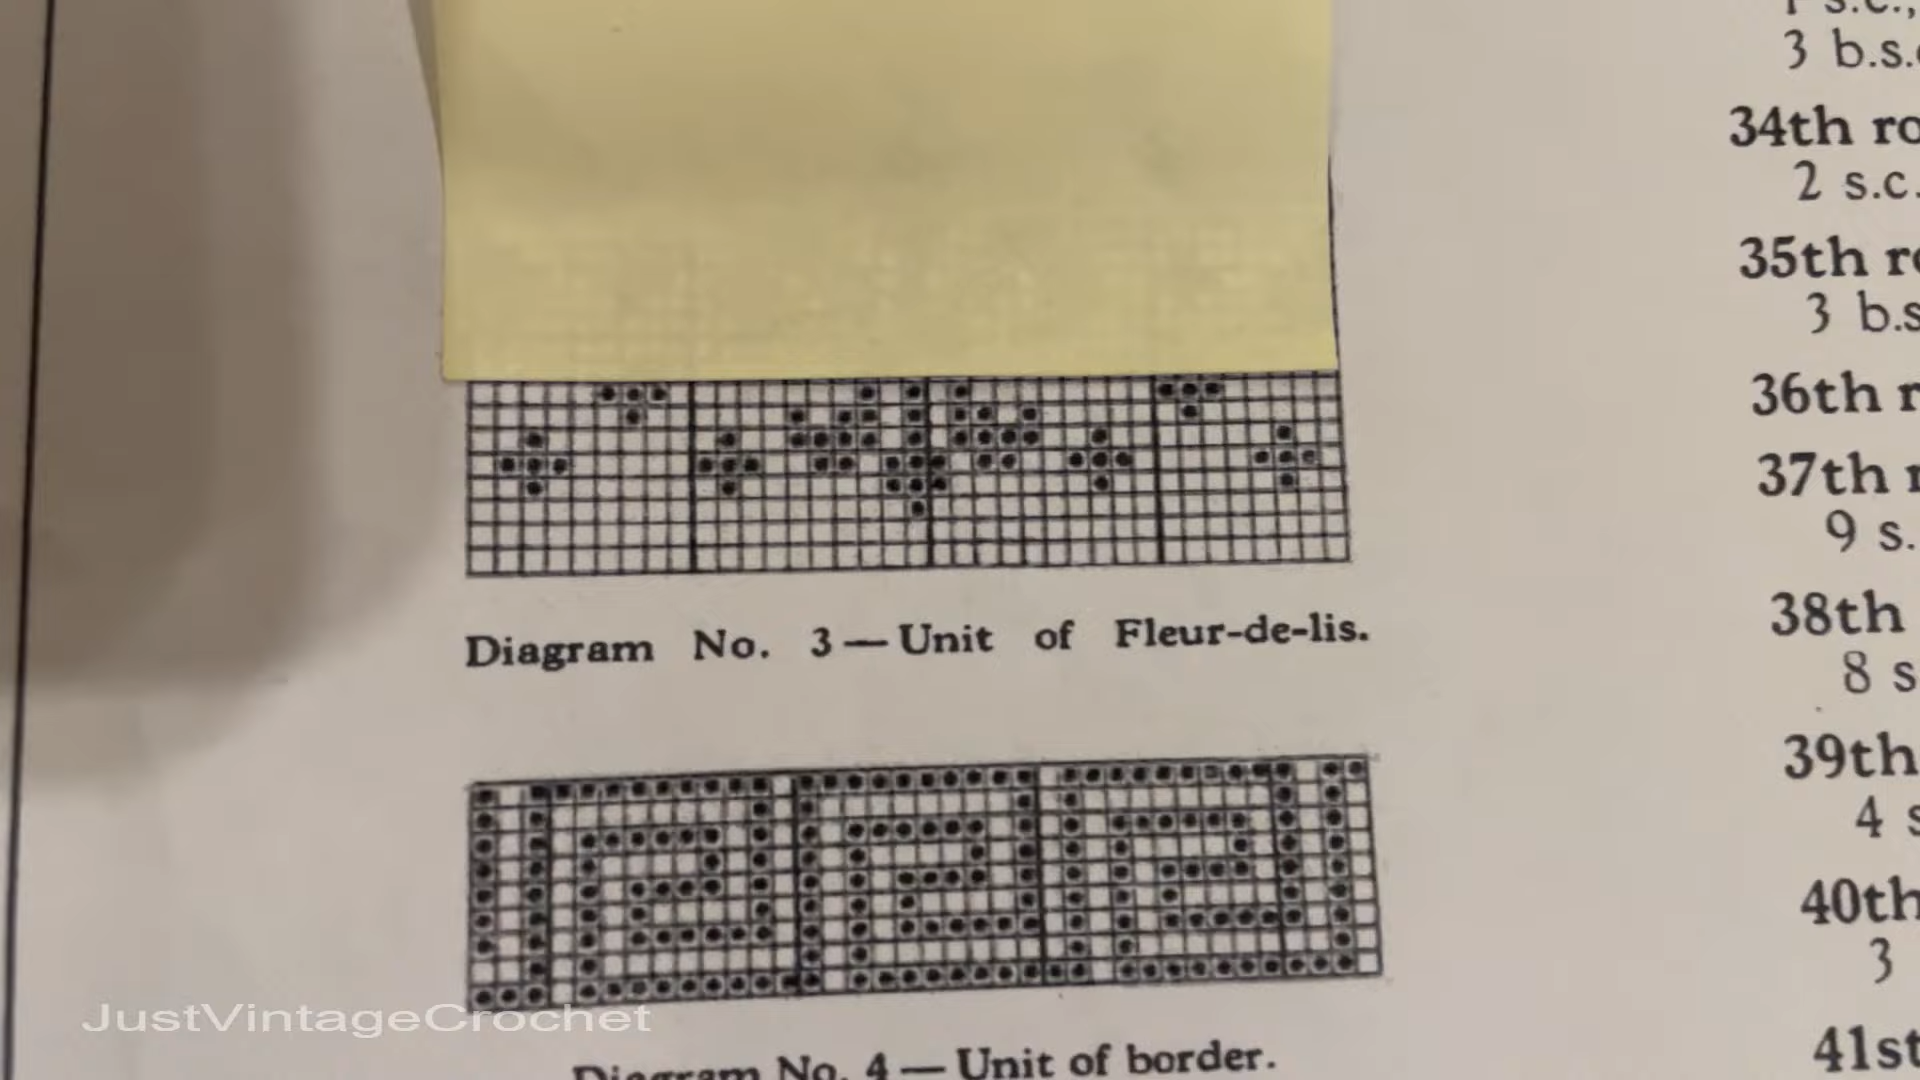 Diagram No. 3 — Unit of Fleur-de-lis.
Diagram No. 4 — Unit of border.
1 s.c.,
3 b.s.
34th
2 s.c.
35th
3 b.s
36th
37th
9 s.
38th
8 s
39th
4 s
40th
3
41st
JustVintageCrochet